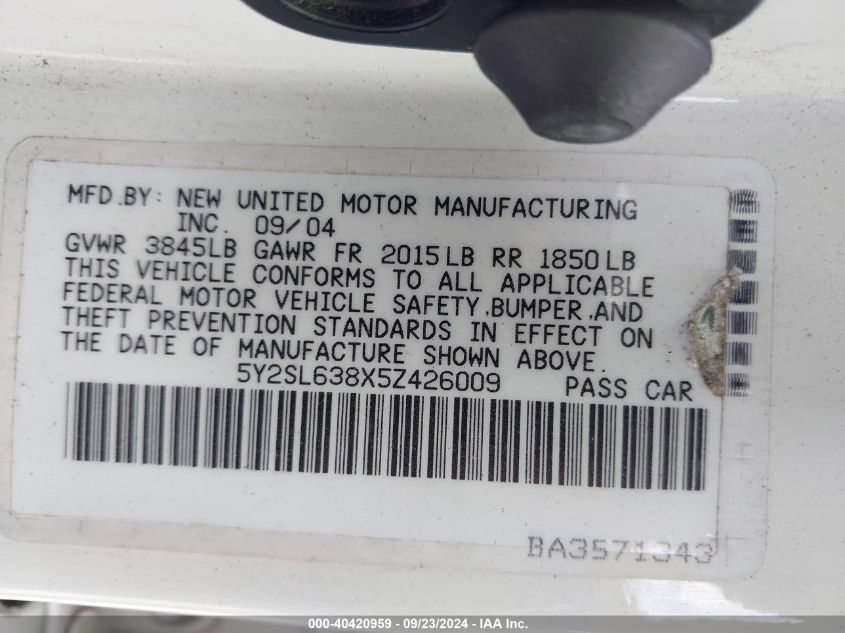 MFD.BY: NEW UNITED MOTOR MANUFACTURING
INC. 09/04
GVWR 3845LB GAWR FR 2015LB RR 1850LB
THIS VEHICLE CONFORMS TO ALL APPLICABLE
FEDERAL MOTOR VEHICLE SAFETY,BUMPER,AND
THEFT PREVENTION STANDARDS IN EFFECT ON
THE DATE OF MANUFACTURE SHOWN ABOVE.
5Y2SL638X5Z426009 PASS CAR
BA3571343
000-40420959 - 09/23/2024 - IAA Inc.